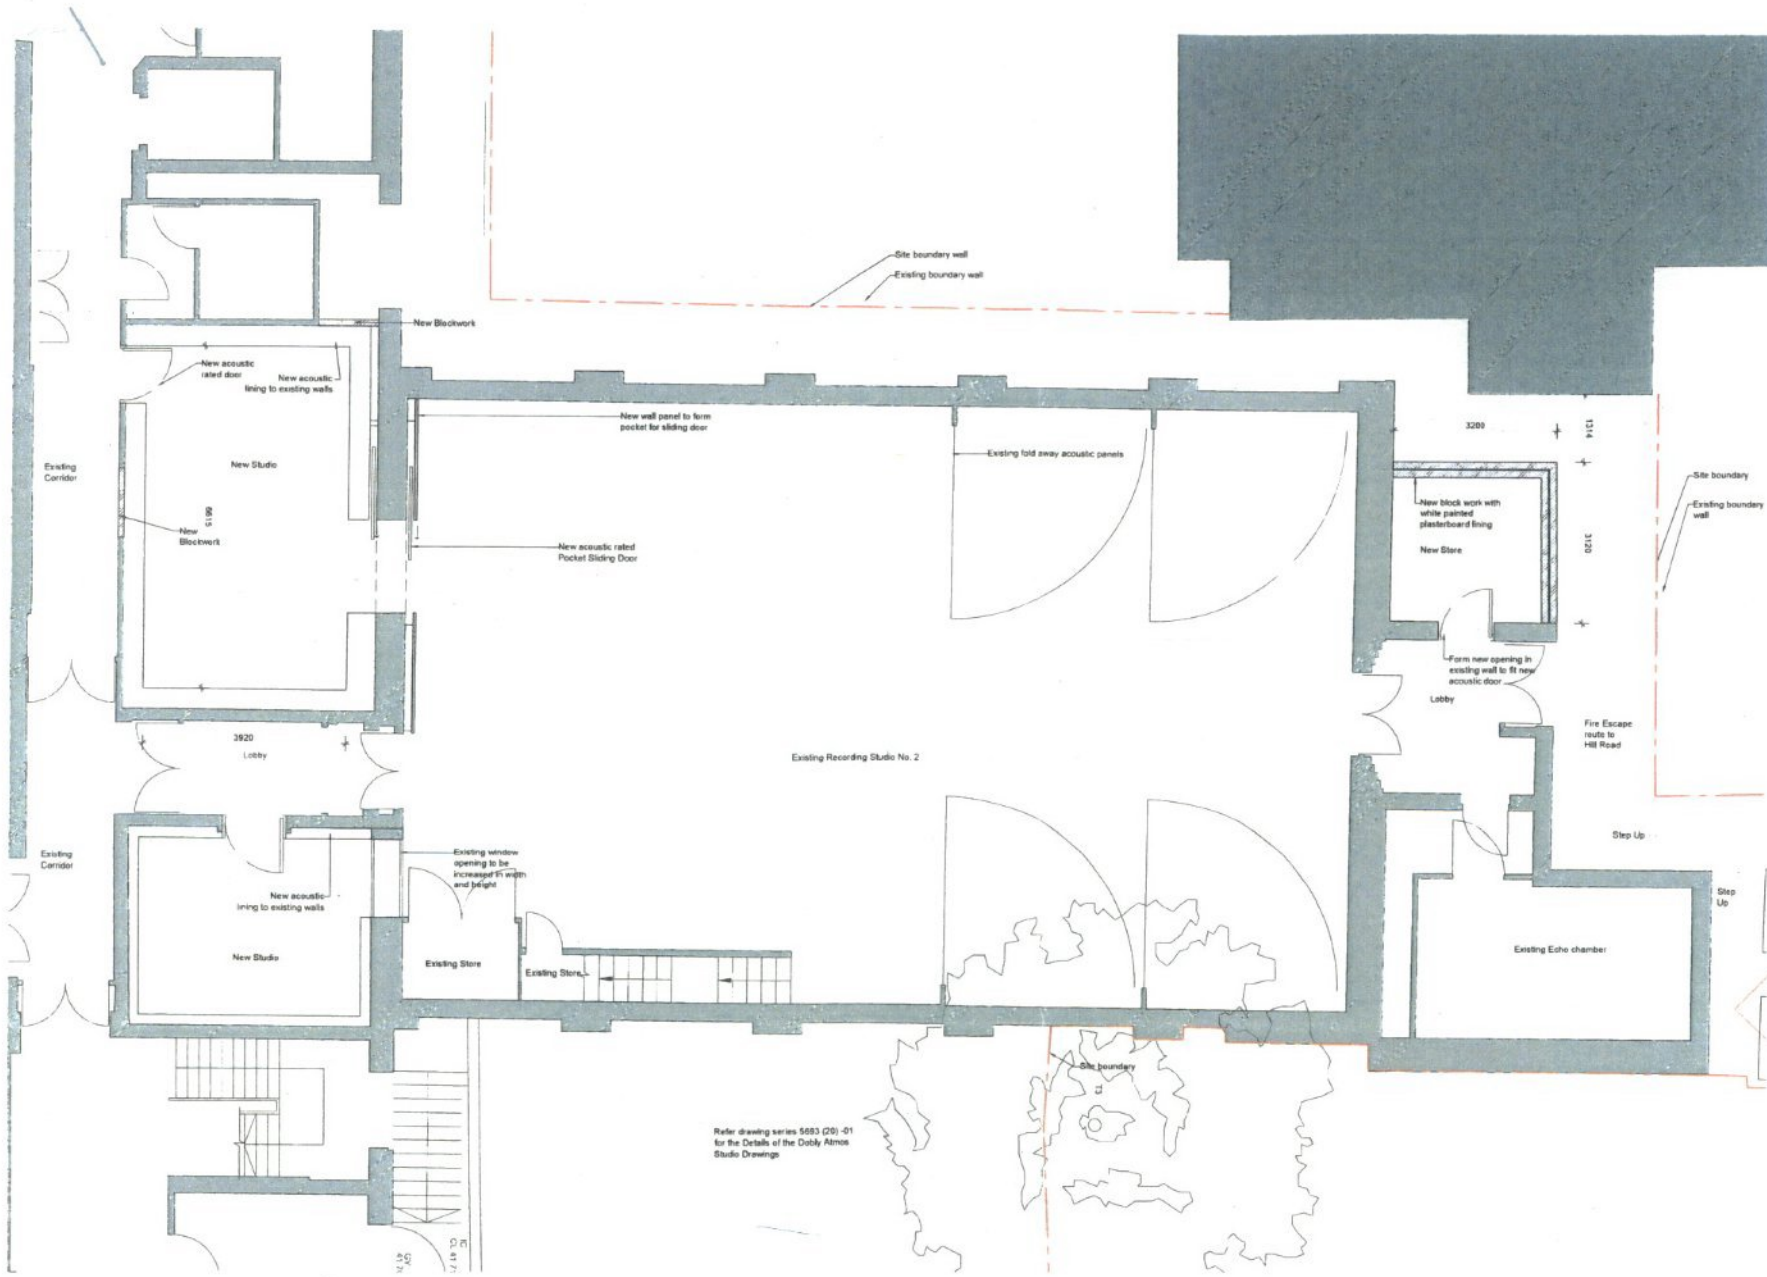 Site boundary wall
Existing boundary wall
New Blockwork
New acoustic
rated door
New acoustic
lining to existing walls
New wall panel to form
pocket for sliding door
Existing fold away acoustic panels
3200
1314
Existing
Corridor
New Studio
6615
New
Blockwork
New acoustic rated
Pocket Sliding Door
New block work with
white painted
plasterboard lining
New Store
3120
Site boundary
Existing boundary
wall
Form new opening in
existing wall to fit new
acoustic door
Lobby
Fire Escape
route to
Hill Road
3920
Lobby
Existing Recording Studio No. 2
Step Up
Existing
Corridor
Existing window
opening to be
increased in width
and height
New acoustic
lining to existing walls
Step
Up
New Studio
Existing Store
Existing Store
Existing Echo chamber
Site boundary
T3
Refer drawing series 5693 (20) -01
for the Details of the Dobly Atmos
Studio Drawings
IC